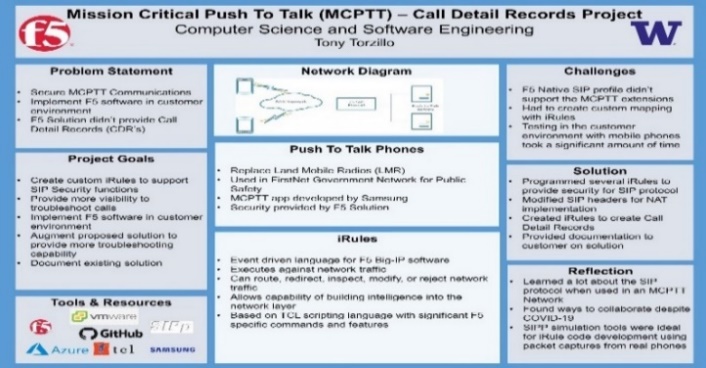 Mission Critical Push To Talk (MCPTT) – Call Detail Records Project
Computer Science and Software Engineering
Tony Torzillo
f5
W
Problem Statement
• Secure MCPTT Communications
• Implement F5 software in customer
environment
• F5 Solution didn't provide Call
Detail Records (CDR's)
Project Goals
• Create custom iRules to support
SIP Security functions
• Provide more visibility to
troubleshoot calls
• Implement F5 software in customer
environment
• Augment proposed solution to
provide more troubleshooting
capability
• Document existing solution
Tools & Resources
vmware
f5
GitHub
SIPp
Azure
tcl
SAMSUNG
Network Diagram
Push To Talk Phones
• Replace Land Mobile Radios (LMR)
• Used in FirstNet Government Network for Public
Safety
• MCPTT app developed by Samsung
• Security provided by F5 Solution
iRules
• Event driven language for F5 Big-IP software
• Executes against network traffic
• Can route, redirect, inspect, modify, or reject network
traffic
• Allows capability of building intelligence into the
network layer
• Based on TCL scripting language with significant F5
specific commands and features
Challenges
• F5 Native SIP profile didn't
support the MCPTT extensions
• Had to create custom mapping
with iRules
• Testing in the customer
environment with mobile phones
took a significant amount of time
Solution
• Programmed several iRules to
provide security for SIP protocol
• Modified SIP headers for NAT
implementation
• Created iRules to create Call
Detail Records
• Provided documentation to
customer on solution
Reflection
• Learned a lot about the SIP
protocol when used in an MCPTT
Network
• Found ways to collaborate despite
COVID-19
• SIPP simulation tools were ideal
for iRule code development using
packet captures from real phones